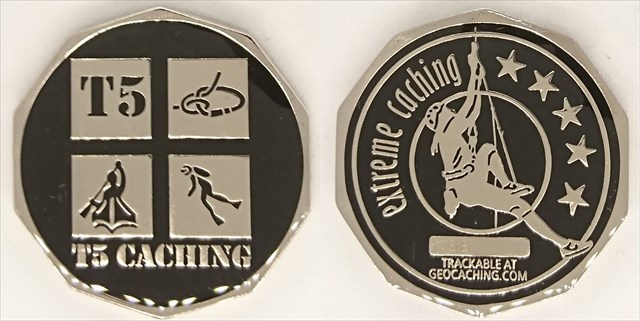 T5
T5 CACHING
extreme caching
TRACKABLE AT
GEOCACHING.COM